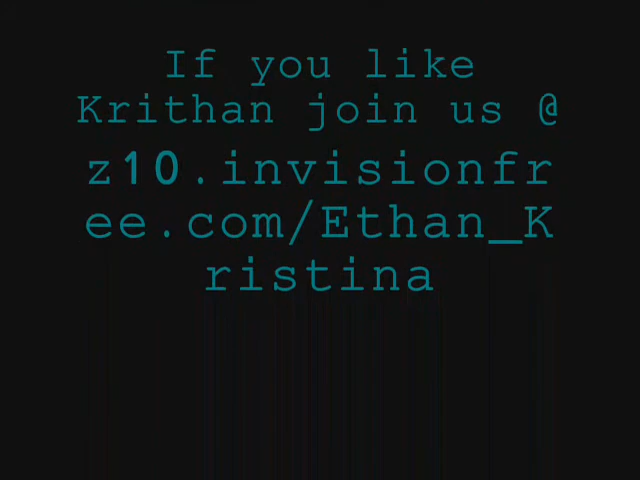 If you like
Krithan join us @
z10.invisionfr
ee.com/Ethan_K
ristina